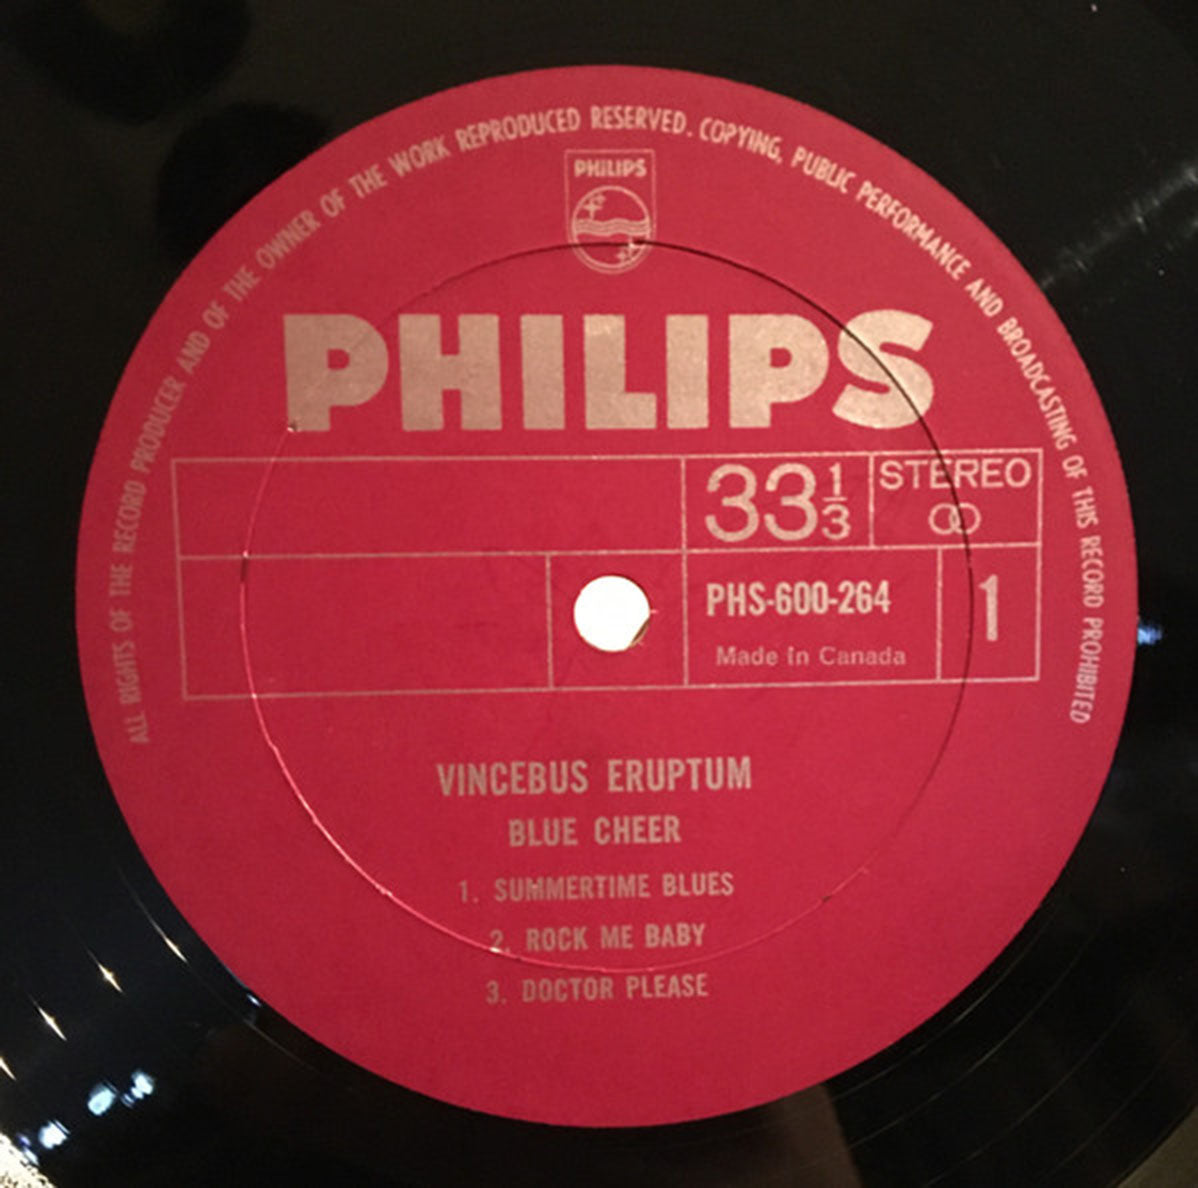 ALL RIGHTS OF THE RECORD PRODUCER AND OF THE OWNER OF THE WORK REPRODUCED RESERVED. COPYING, PUBLIC PERFORMANCE AND BROADCASTING OF THIS RECORD PROHIBITED
PHILIPS
PHILIPS
33 1/3
STEREO
PHS-600-264
1
Made in Canada
VINCEBUS ERUPTUM
BLUE CHEER
1. SUMMERTIME BLUES
2. ROCK ME BABY
3. DOCTOR PLEASE